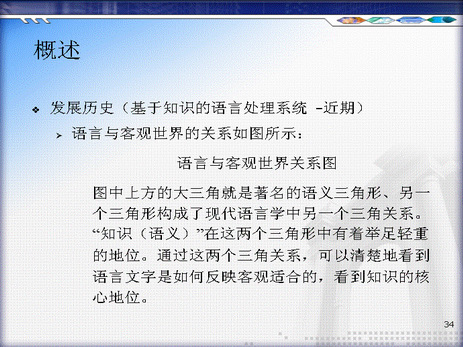 概述
发展历史（基于知识的语言处理系统 -近期）
语言与客观世界的关系如图所示：
语言与客观世界关系图
图中上方的大三角就是著名的语义三角形、另一
个三角形构成了现代语言学中另一个三角关系。
“知识（语义）”在这两个三角形中有着举足轻重
的地位。通过这两个三角关系，可以清楚地看到
语言文字是如何反映客观适合的，看到知识的核
心地位。
34